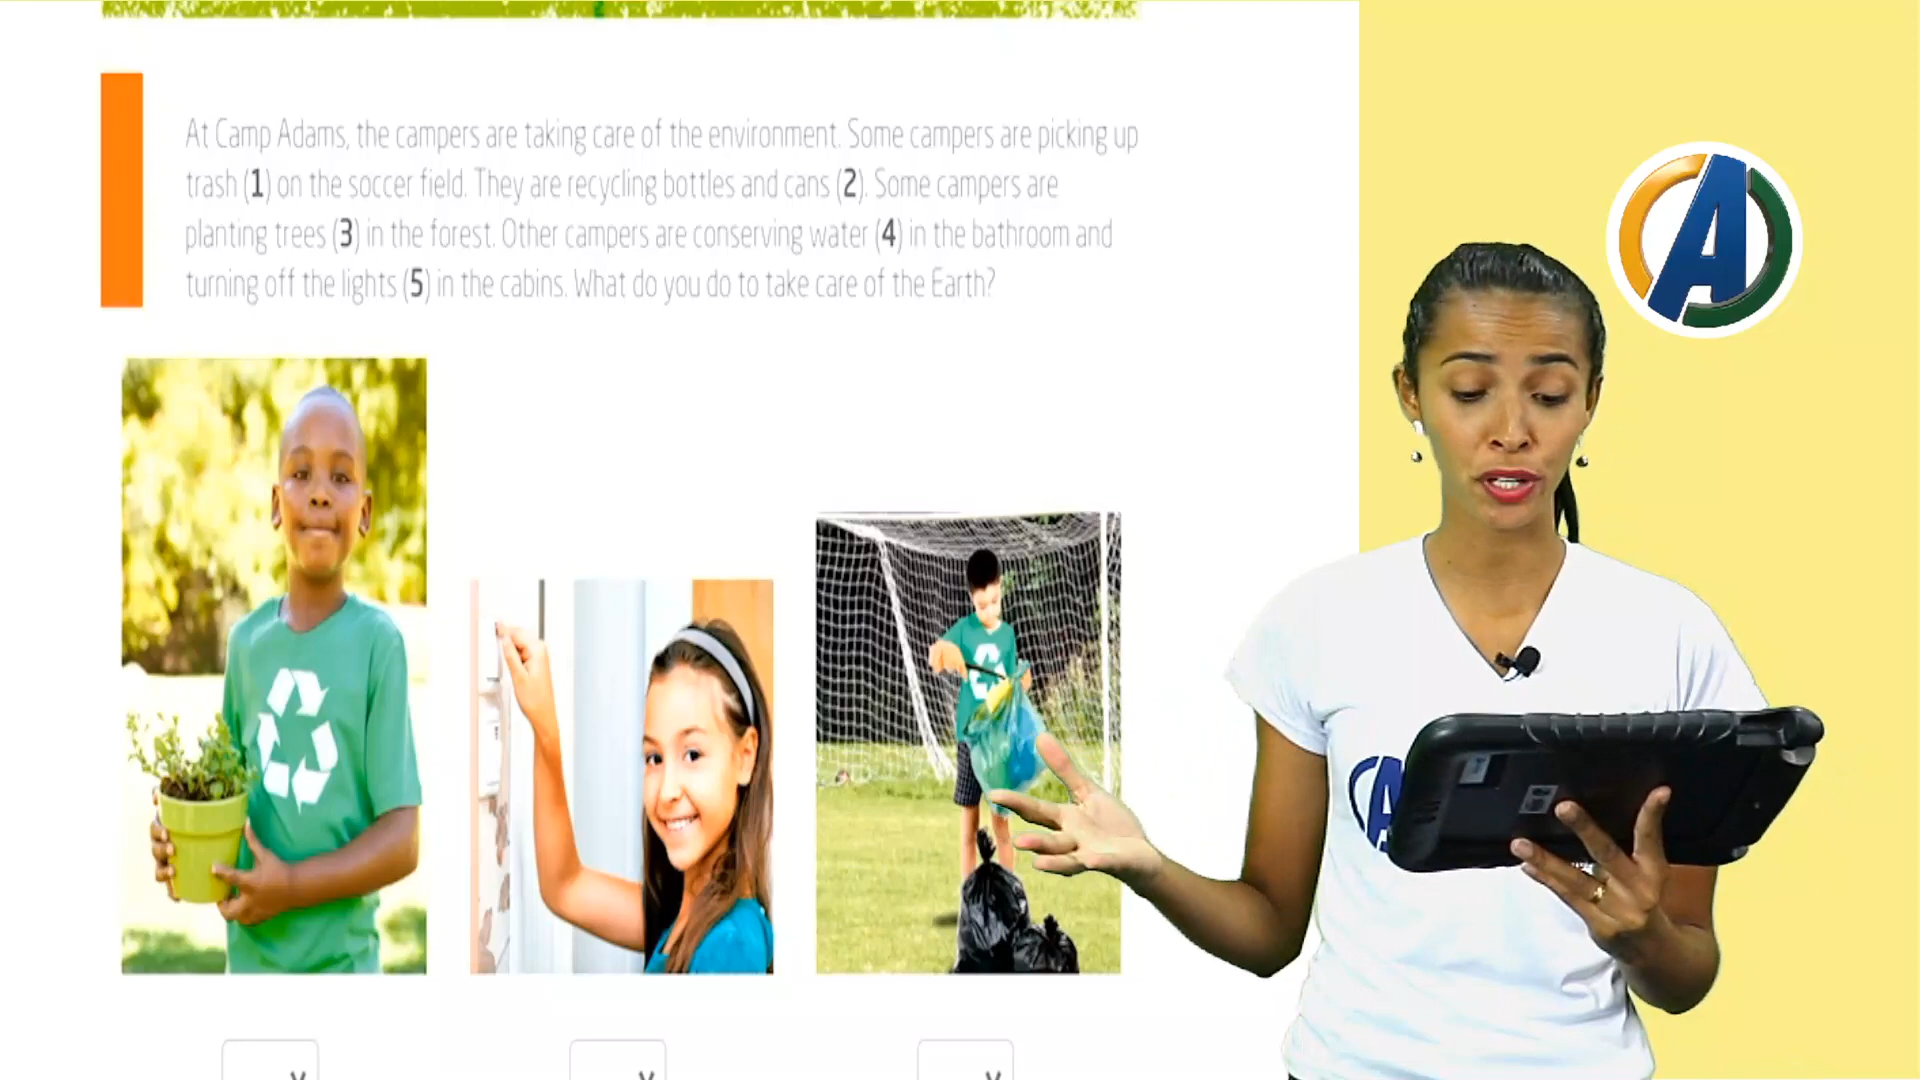 At Camp Adams, the campers are taking care of the environment. Some campers are picking up
trash (1) on the soccer field. They are recycling bottles and cans (2). Some campers are
planting trees (3) in the forest. Other campers are conserving water (4) in the bathroom and
turning off the lights (5) in the cabins. What do you do to take care of the Earth?
A
A